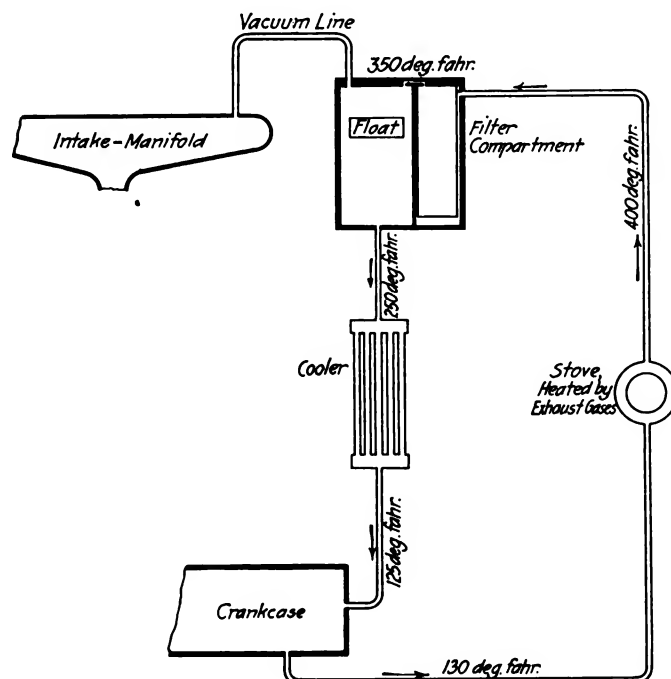 Vacuum Line
350 deg. fahr.
Intake-Manifold
Float
Filter
Compartment
400 deg. fahr.
250 deg. fahr.
Cooler
Stove,
Heated by
Exhaust Gases
125 deg. fahr.
Crankcase
130 deg. fahr.